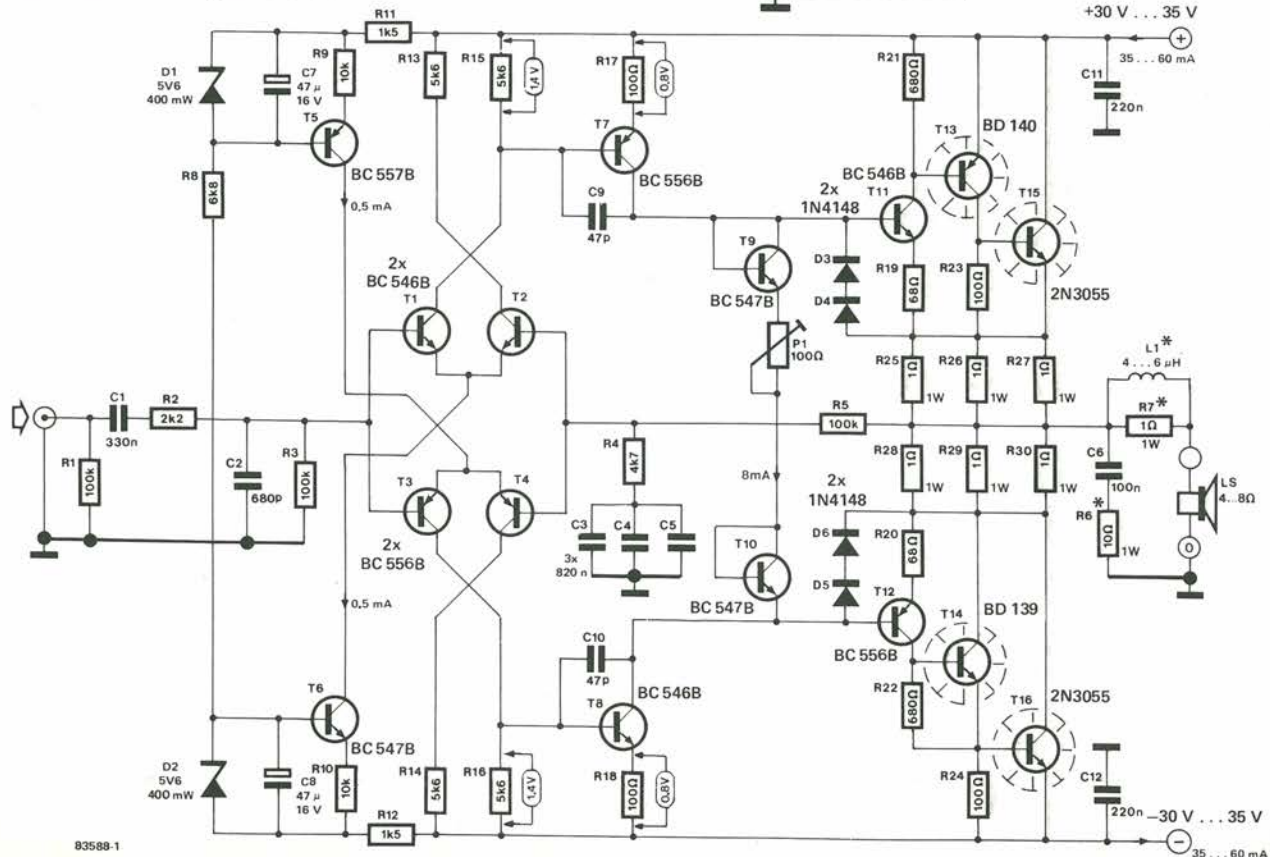 +30 V ... 35 V
35 ... 60 mA
R11
1k5
R9
10k
D1
5V6
400 mW
C7
47 µ
16 V
T5
BC 557B
R8
6k8
0,5 mA
R13
5k6
R15
5k6
1,4 V
R17
100Ω
0,8V
T7
BC 556B
C9
47p
R21
680Ω
T13
BD 140
BC 546B
T11
2x
1N4148
T15
2N3055
C11
220n
T9
BC 547B
D3
D4
R19
68Ω
R23
100Ω
2x
BC 546B
T1
T2
P1
100Ω
R25
1Ω
1W
R26
1Ω
1W
R27
1Ω
1W
L1*
4 ... 6 µH
R7*
1Ω
1W
C1
330n
R2
2k2
R1
100k
C2
680p
R3
100k
R4
4k7
R5
100k
8mA
R28
1Ω
1W
R29
1Ω
1W
R30
1Ω
1W
C6
100n
R6*
10Ω
1W
LS
4...8Ω
0
T3
T4
2x
BC 556B
C3
C4
C5
3x
820 n
T10
BC 547B
2x
1N4148
D6
D5
R20
68Ω
T12
BC 556B
T14
BD 139
R22
680Ω
T16
2N3055
0,5 mA
C10
47p
BC 546B
T8
T6
BC 547B
D2
5V6
400 mW
C8
47 µ
16 V
R10
10k
R12
1k5
R14
5k6
R16
5k6
1,4V
R18
100Ω
0,8V
R24
100Ω
C12
220n
−30 V ... 35 V
35 ... 60 mA
83588-1